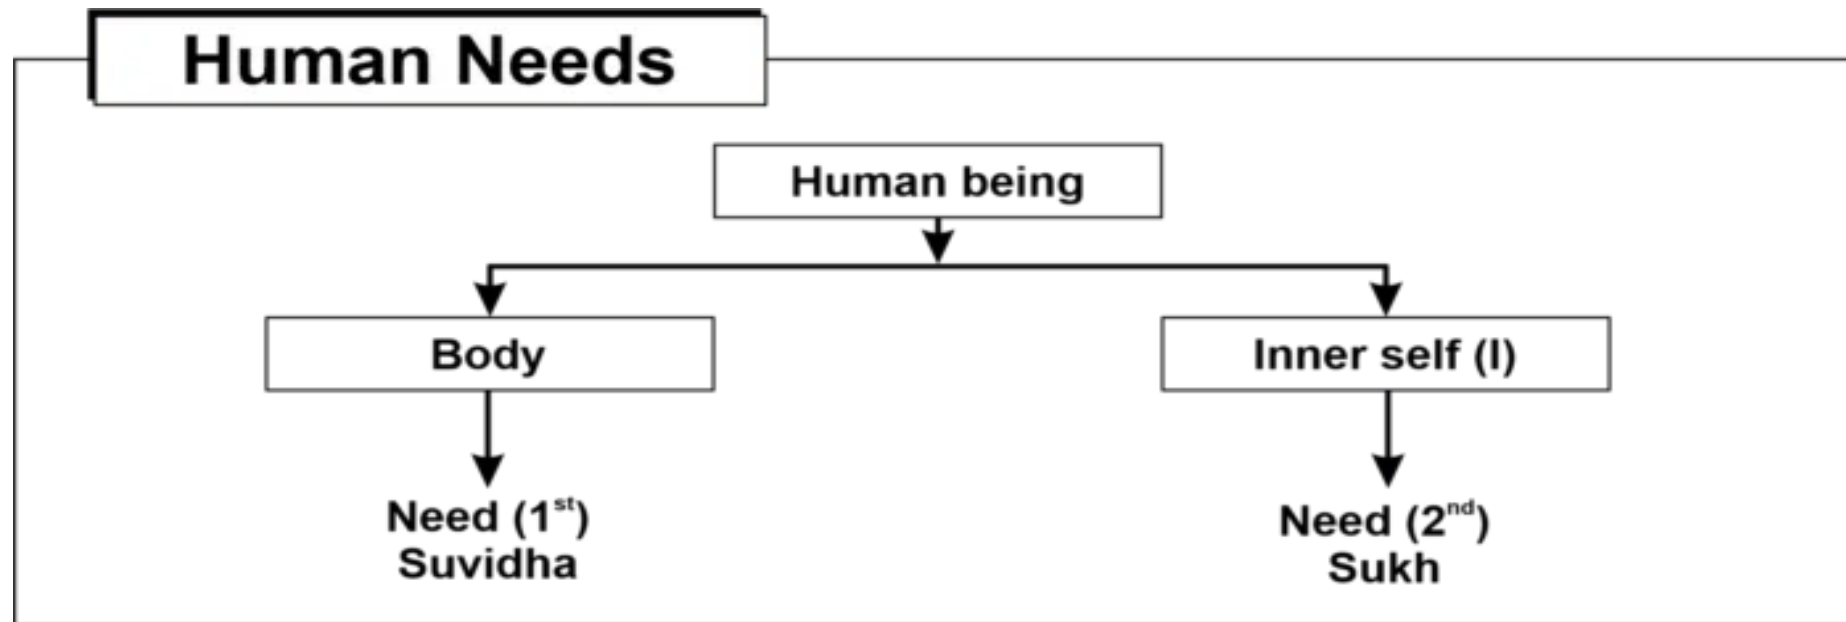 Human Needs
Human being
Body
Inner self (I)
Need (1st)
Suvidha
Need (2nd)
Sukh